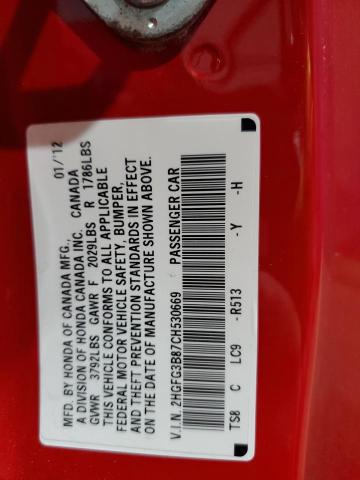 MFD. BY HONDA OF CANADA MFG., 01/'12
A DIVISION OF HONDA CANADA INC. CANADA
GVWR 3792LBS GAWR F 2029LBS R 1786LBS
THIS VEHICLE CONFORMS TO ALL APPLICABLE
FEDERAL MOTOR VEHICLE SAFETY, BUMPER,
AND THEFT PREVENTION STANDARDS IN EFFECT
ON THE DATE OF MANUFACTURE SHOWN ABOVE.
V.I.N. 2HGFG3B87CH530669 PASSENGER CAR
TS8 C LC9 -R513 -Y -H